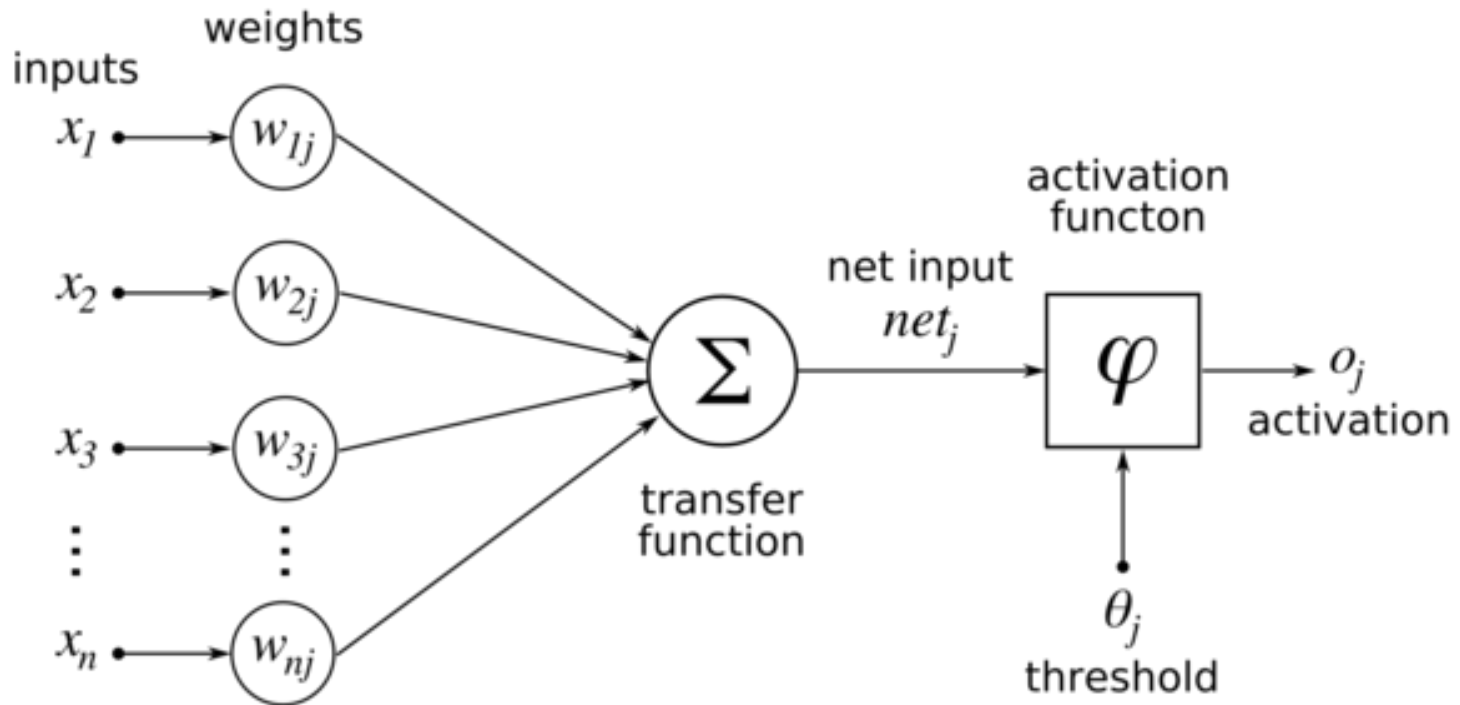 weights
inputs
x1
w1j
activation
functon
x2
w2j
net input
netj
Σ
φ
oj
activation
x3
w3j
transfer
function
⋮
⋮
θj
threshold
xn
wnj